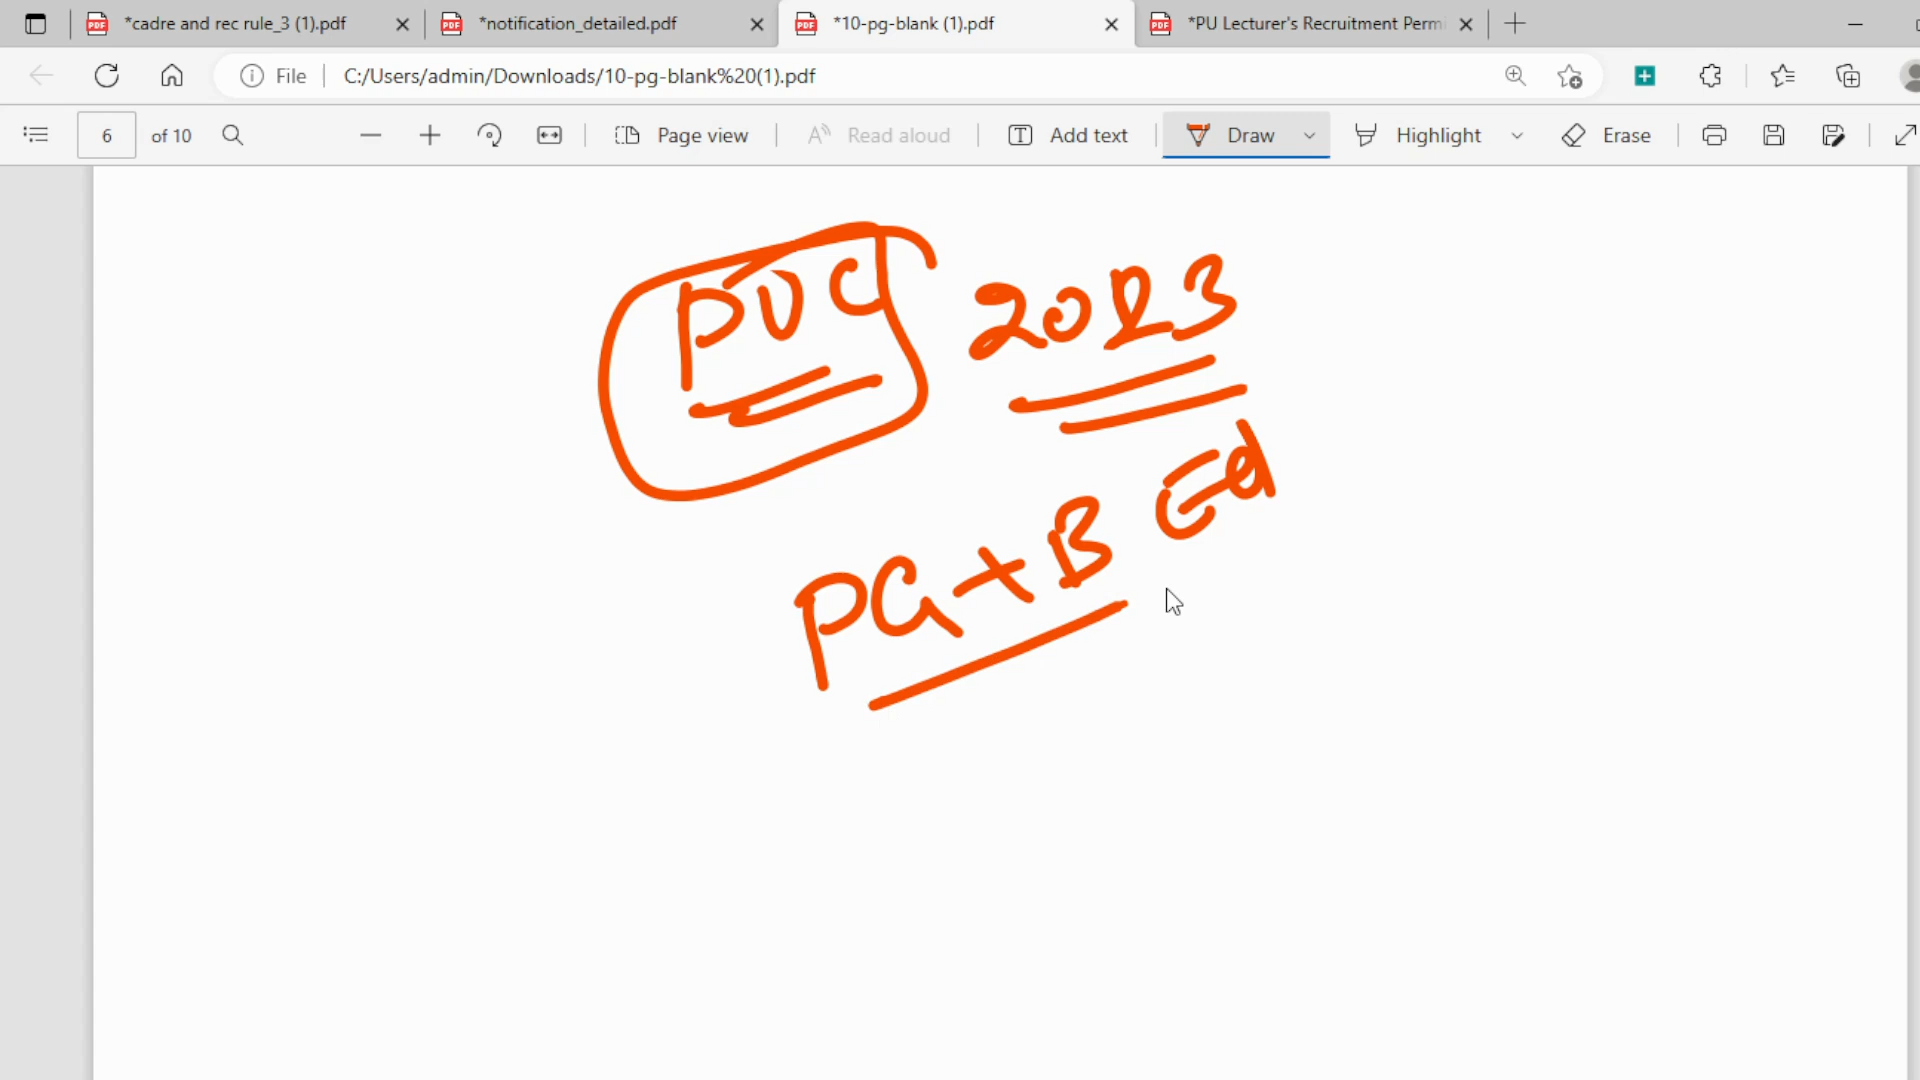 *cadre and rec rule_3 (1).pdf
*notification_detailed.pdf
*10-pg-blank (1).pdf
*PU Lecturer's Recruitment Permi
File
C:/Users/admin/Downloads/10-pg-blank%20(1).pdf
6 of 10
Page view
Read aloud
Add text
Draw
Highlight
Erase
PUC 2023
PG+B Ed